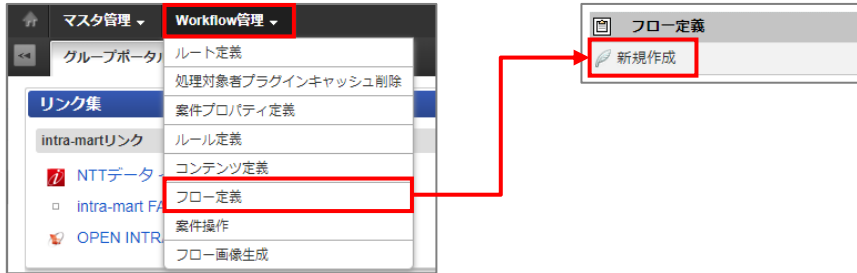 マスタ管理 Workflow管理
グループポータル
ルート定義
処理対象者プラグインキャッシュ削除
案件プロパティ定義
ルール定義
コンテンツ定義
フロー定義
案件操作
フロー画像生成
リンク集
intra-martリンク
NTTデータ
intra-mart FA
OPEN INTR
フロー定義
新規作成